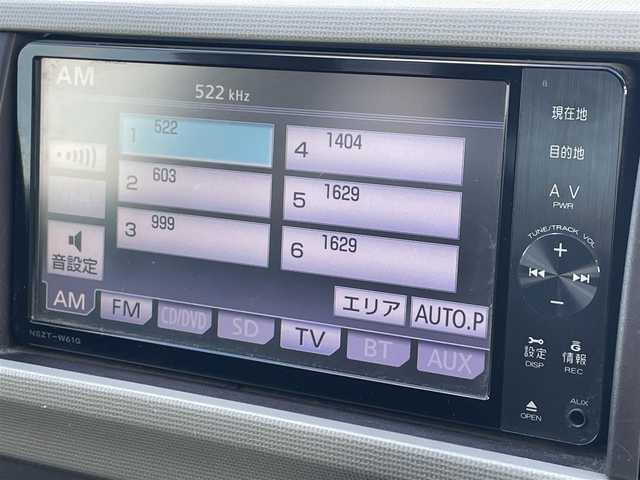 AM
522 kHz
1 522
2 603
3 999
4 1404
5 1629
6 1629
音設定
エリア
AUTO.P
AM
FM
CD/DVD
SD
TV
BT
AUX
NSZT-W61G
現在地
目的地
AV
PWR
TUNE/TRACK VOL
+
−
設定
DISP
情報
REC
OPEN
AUX